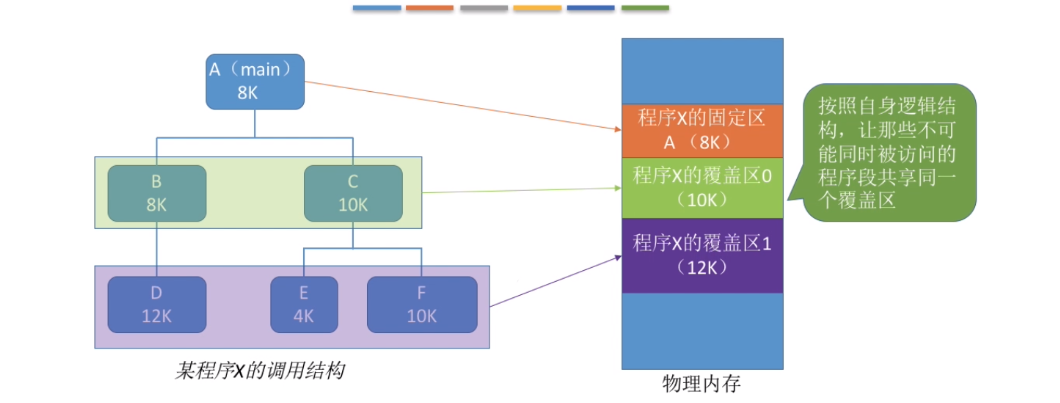 A（main）
8K
B
8K
C
10K
D
12K
E
4K
F
10K
某程序X的调用结构
程序X的固定区
A （8K）
程序X的覆盖区0
（10K）
程序X的覆盖区1
（12K）
物理内存
按照自身逻辑结
构，让那些不可
能同时被访问的
程序段共享同一
个覆盖区